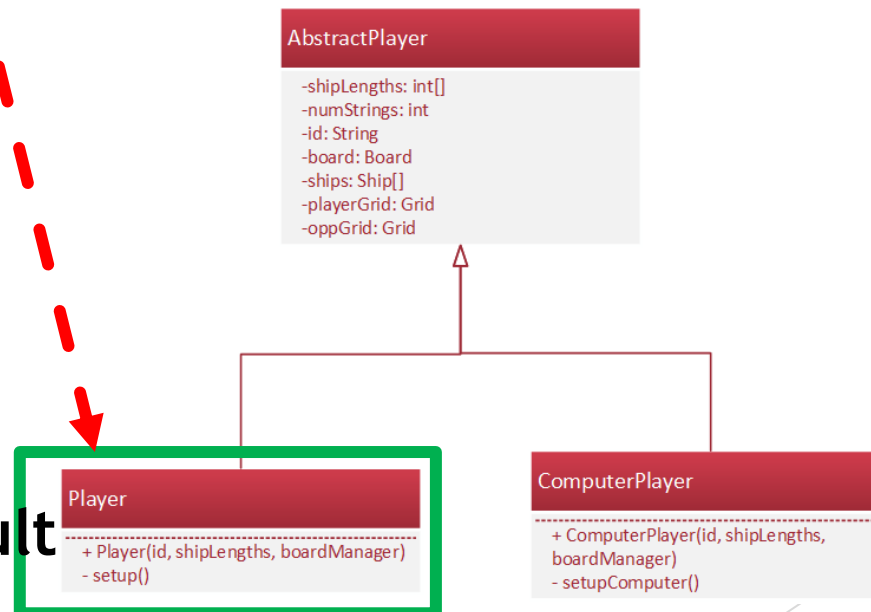 AbstractPlayer
-shipLengths: int[]
-numStrings: int
-id: String
-board: Board
-ships: Ship[]
-playerGrid: Grid
-oppGrid: Grid
Player
+ Player(id, shipLengths, boardManager)
- setup()
ComputerPlayer
+ ComputerPlayer(id, shipLengths,
boardManager)
- setupComputer()